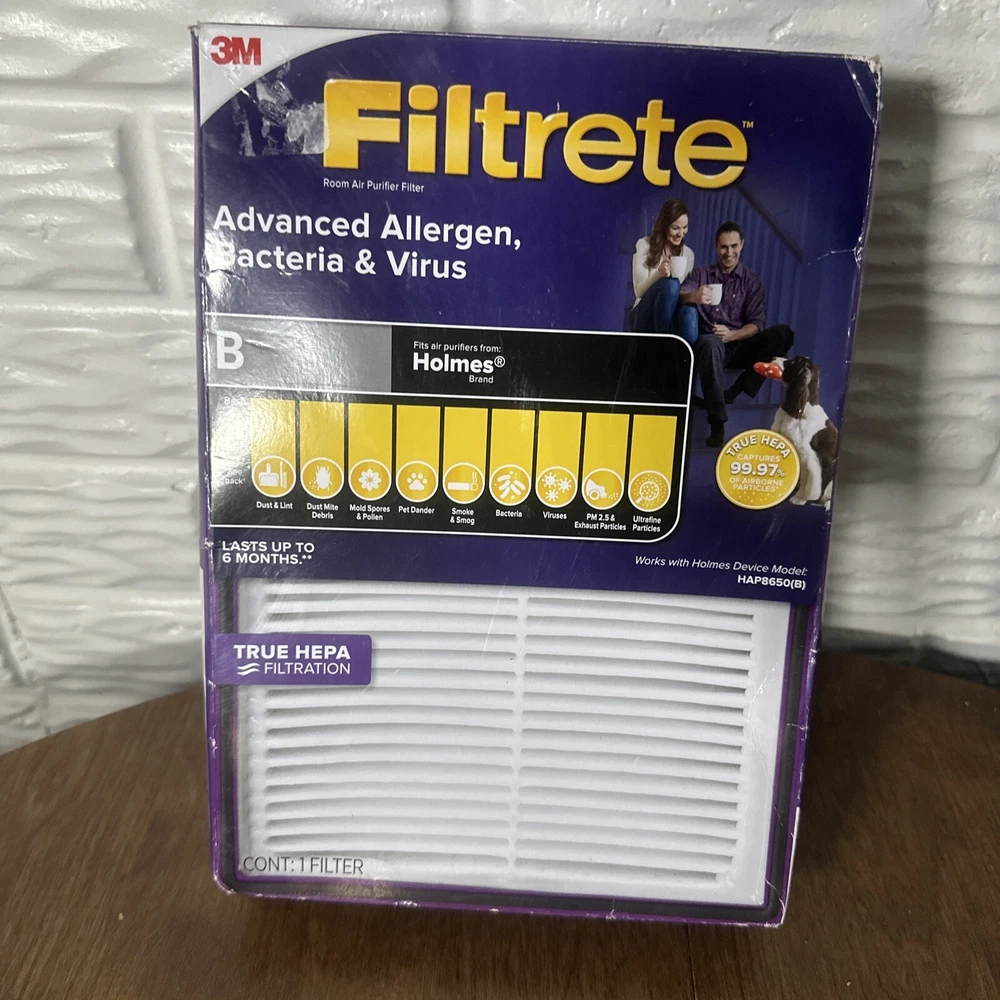 3M
Filtrete™
Room Air Purifier Filter
Advanced Allergen,
Bacteria & Virus
B
Fits air purifiers from:
Holmes®
Brand
back
Dust & Lint
Dust Mite
Debris
Mold Spores
& Pollen
Pet Dander
Smoke
& Smog
Bacteria
Viruses
PM 2.5 &
Exhaust Particles
Ultrafine
Particles
TRUE HEPA
CAPTURES
99.97%
OF AIRBORNE
PARTICLES*
LASTS UP TO
6 MONTHS.**
Works with Holmes Device Model:
HAP8650(B)
TRUE HEPA
FILTRATION
CONT: 1 FILTER